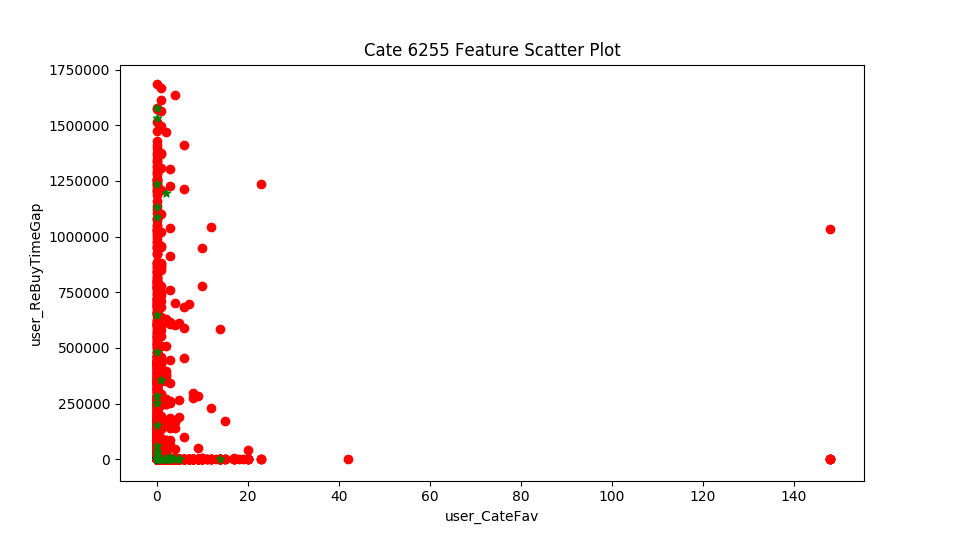 Cate 6255 Feature Scatter Plot
1750000
1500000
1250000
1000000
750000
500000
250000
0
user_ReBuyTimeGap
0 20 40 60 80 100 120 140
user_CateFav